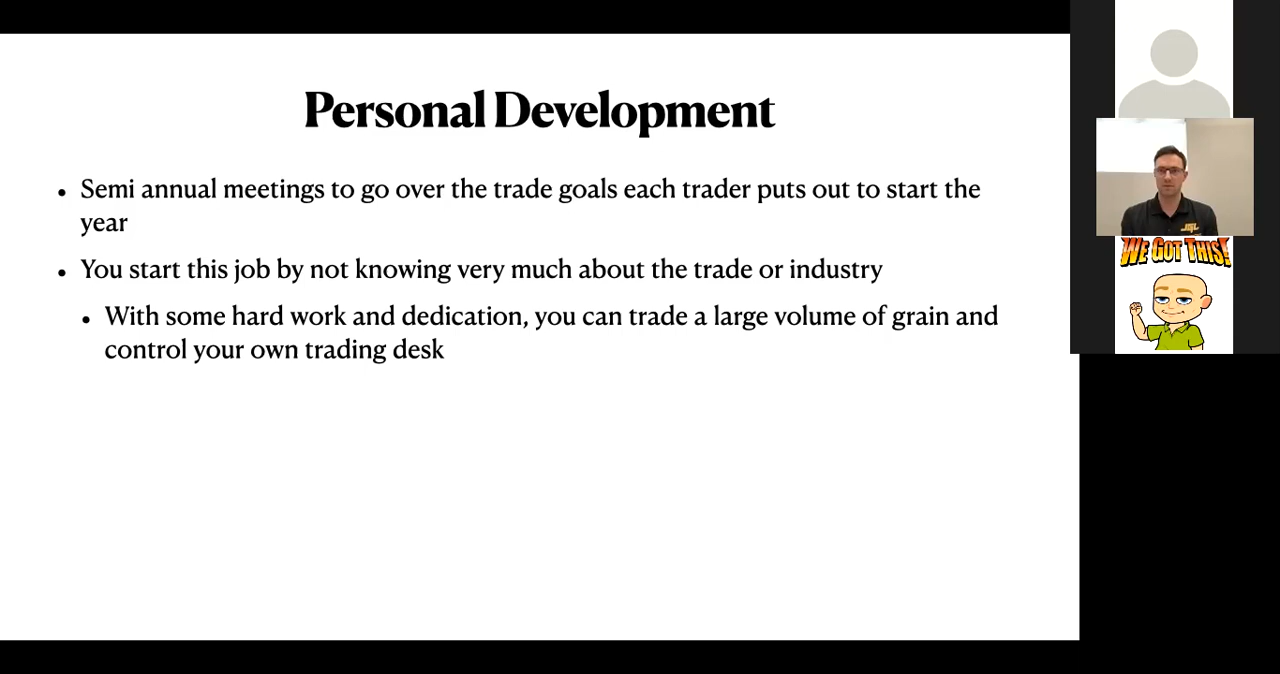 Personal Development
• Semi annual meetings to go over the trade goals each trader puts out to start the
year
• You start this job by not knowing very much about the trade or industry
• With some hard work and dedication, you can trade a large volume of grain and
control your own trading desk
WE GOT THIS!